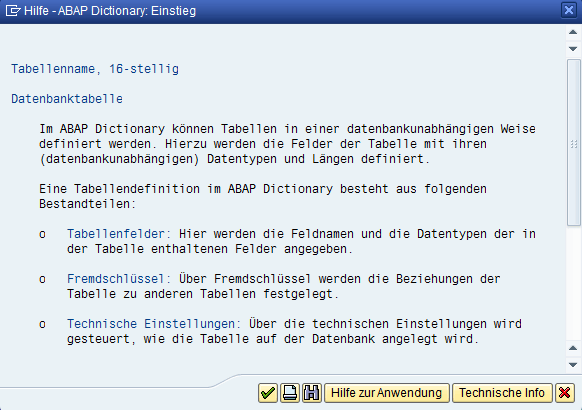 Hilfe - ABAP Dictionary: Einstieg
Tabellenname, 16-stellig
Datenbanktabelle
Im ABAP Dictionary können Tabellen in einer datenbankunabhängigen Weise
definiert werden. Hierzu werden die Felder der Tabelle mit ihren
(datenbankunabhängigen) Datentypen und Längen definiert.
Eine Tabellendefinition im ABAP Dictionary besteht aus folgenden
Bestandteilen:
o Tabellenfelder: Hier werden die Feldnamen und die Datentypen der in
der Tabelle enthaltenen Felder angegeben.
o Fremdschlüssel: Über Fremdschlüssel werden die Beziehungen der
Tabelle zu anderen Tabellen festgelegt.
o Technische Einstellungen: Über die technischen Einstellungen wird
gesteuert, wie die Tabelle auf der Datenbank angelegt wird.
Hilfe zur Anwendung Technische Info